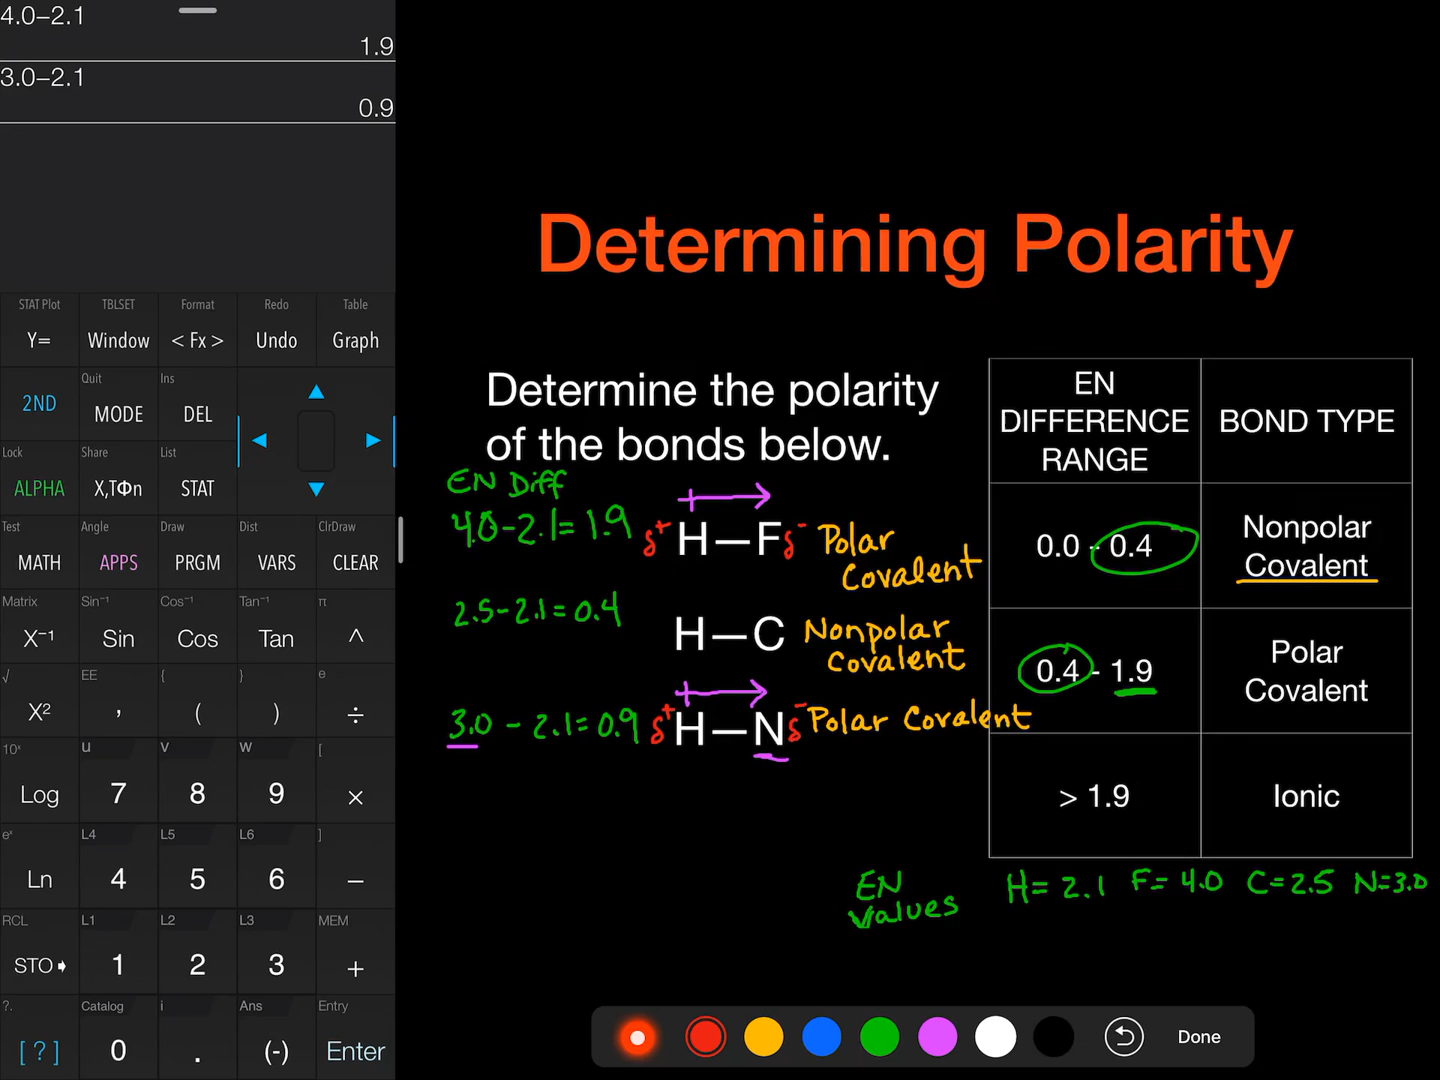 4.0–2.1
1.9
3.0–2.1
0.9
STAT Plot TBLSET Format Redo Table
Y= Window < Fx > Undo Graph
Quit Ins
2ND MODE DEL
Lock Share List
ALPHA X,TΦn STAT
Test Angle Draw Dist ClrDraw
MATH APPS PRGM VARS CLEAR
Matrix Sin⁻¹ Cos⁻¹ Tan⁻¹ π
X⁻¹ Sin Cos Tan ^
√ EE { } e
X² , ( ) ÷
10ˣ u v w [
Log 7 8 9 ×
eˣ L4 L5 L6 ]
Ln 4 5 6 −
RCL L1 L2 L3 MEM
STO➧ 1 2 3 +
?. Catalog i Ans Entry
[ ? ] 0 . (-) Enter
Determining Polarity
Determine the polarity
of the bonds below.
EN Diff
4.0-2.1=1.9 δ+ H—F δ- Polar
Covalent
2.5-2.1=0.4 H—C Nonpolar
Covalent
3.0 - 2.1=0.9 δ+ H—N δ- Polar Covalent
EN
DIFFERENCE
RANGE
BOND TYPE
0.0 - 0.4
Nonpolar
Covalent
0.4 - 1.9
Polar
Covalent
> 1.9
Ionic
EN
Values
H= 2.1 F= 4.0 C=2.5 N=3.0
Done